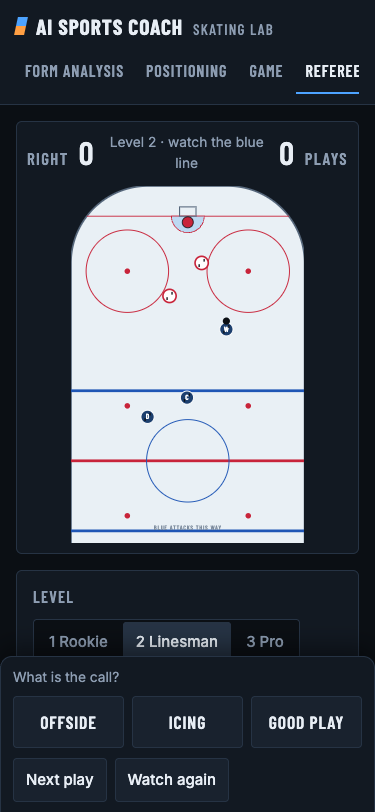 AI SPORTS COACH SKATING LAB
FORM ANALYSIS POSITIONING GAME REFEREE
RIGHT 0 Level 2 · watch the blue line 0 PLAYS
W
C
D
BLUE ATTACKS THIS WAY
LEVEL
1 Rookie 2 Linesman 3 Pro
What is the call?
OFFSIDE ICING GOOD PLAY
Next play Watch again